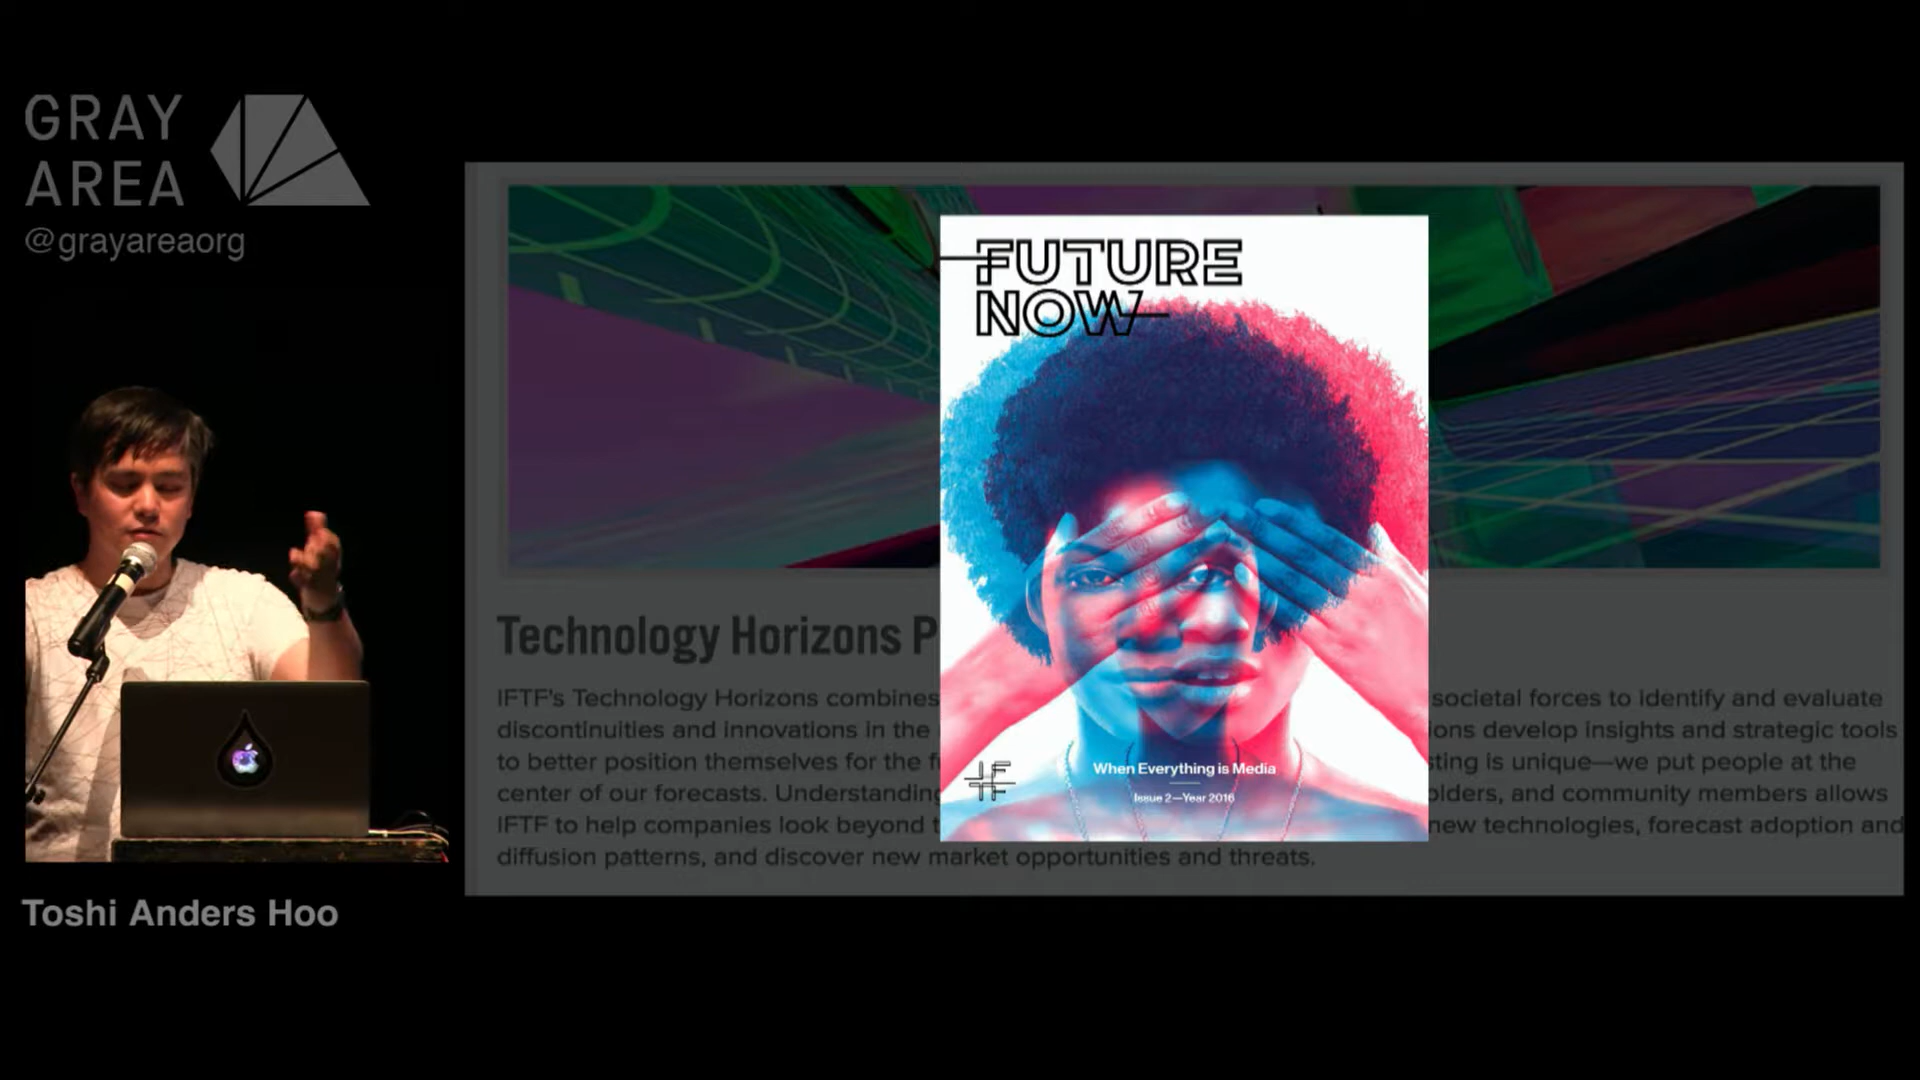 GRAY
AREA
@grayareaorg
FUTURE
NOW
Technology Horizons P
IFTF's Technology Horizons combines societal forces to identify and evaluate
discontinuities and innovations in the ions develop insights and strategic tools
to better position themselves for the f sting is unique—we put people at the
center of our forecasts. Understanding olders, and community members allows
IFTF to help companies look beyond t new technologies, forecast adoption and
diffusion patterns, and discover new market opportunities and threats.
When Everything is Media
Issue 2—Year 2016
IFTF
Toshi Anders Hoo